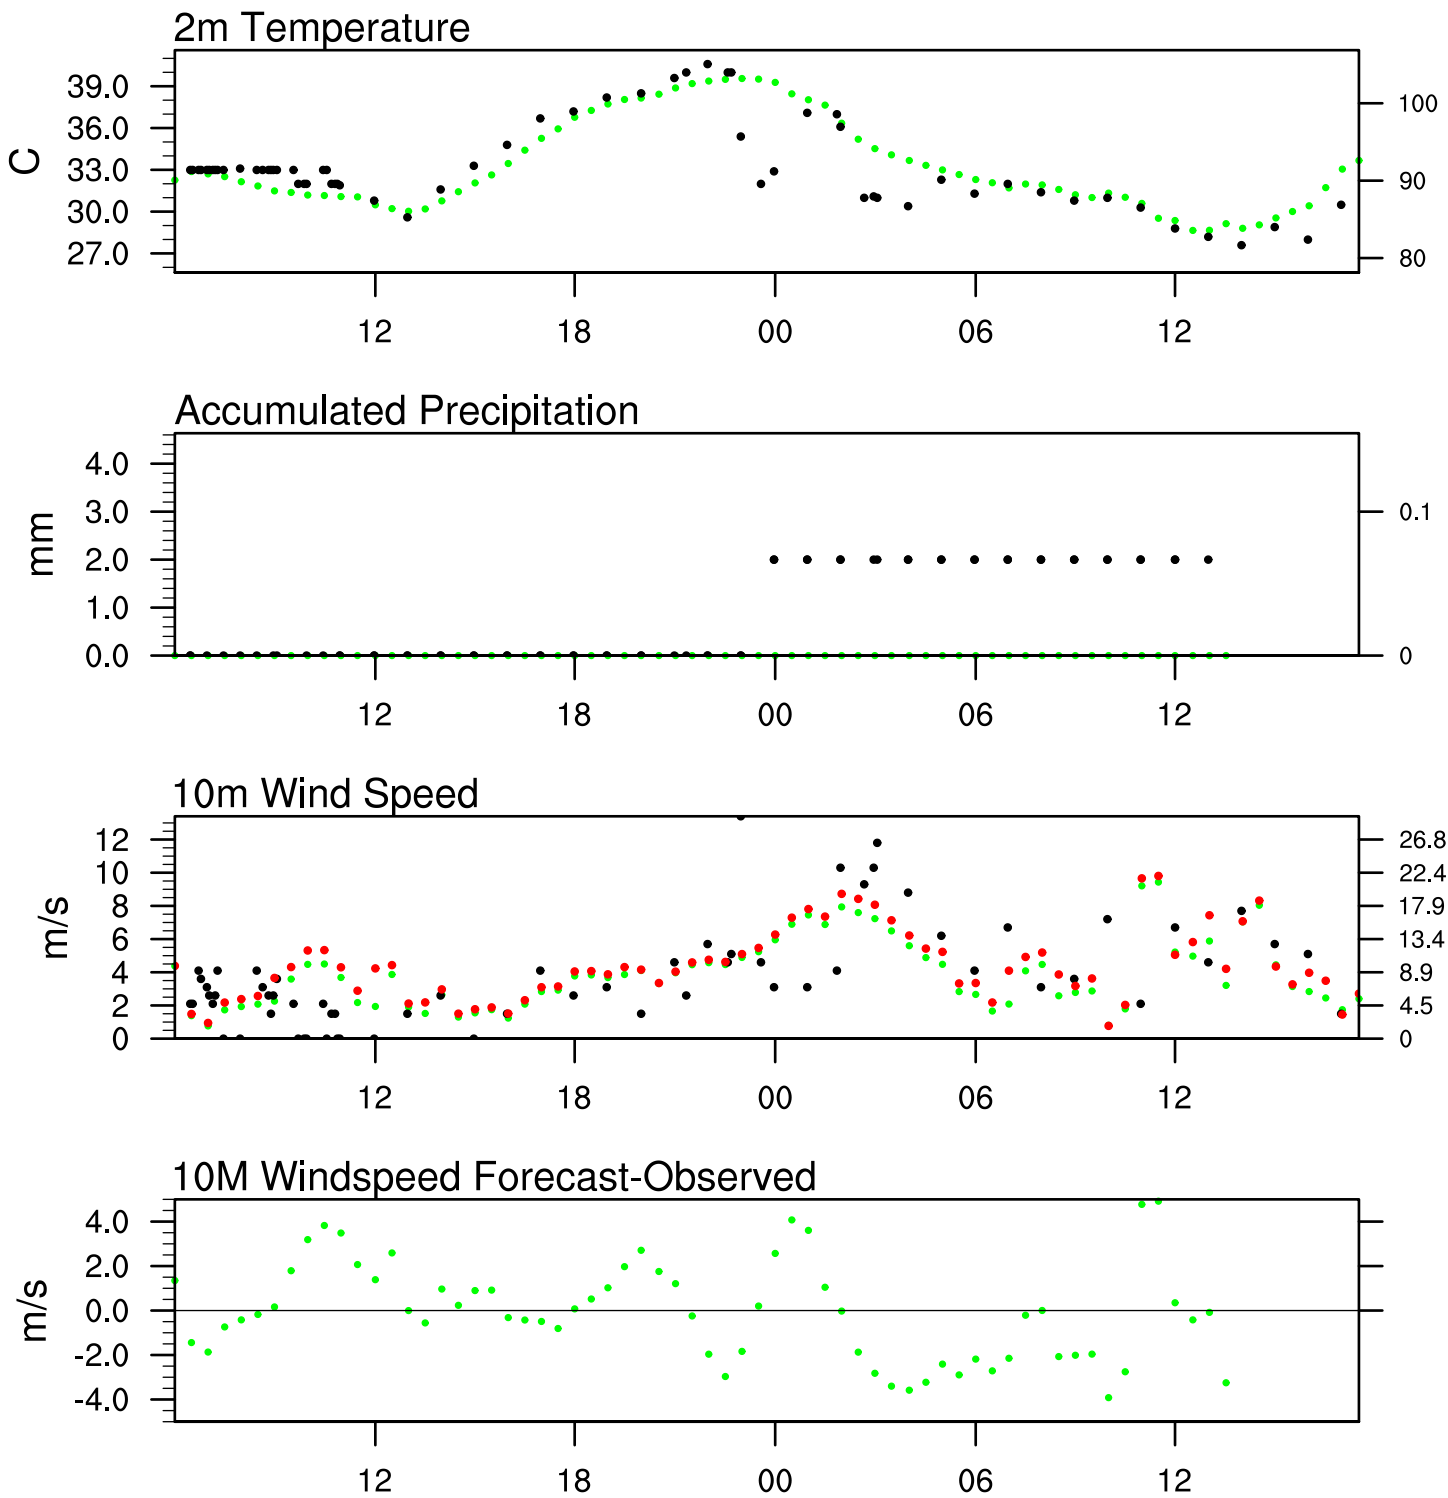 2m Temperature
39.0
36.0
33.0
30.0
27.0
C
100
90
80
12 18 00 06 12
Accumulated Precipitation
4.0
3.0
2.0
1.0
0.0
mm
0.1
0
12 18 00 06 12
10m Wind Speed
12
10
8
6
4
2
0
m/s
26.8
22.4
17.9
13.4
8.9
4.5
0
12 18 00 06 12
10M Windspeed Forecast-Observed
4.0
2.0
0.0
-2.0
-4.0
m/s
12 18 00 06 12